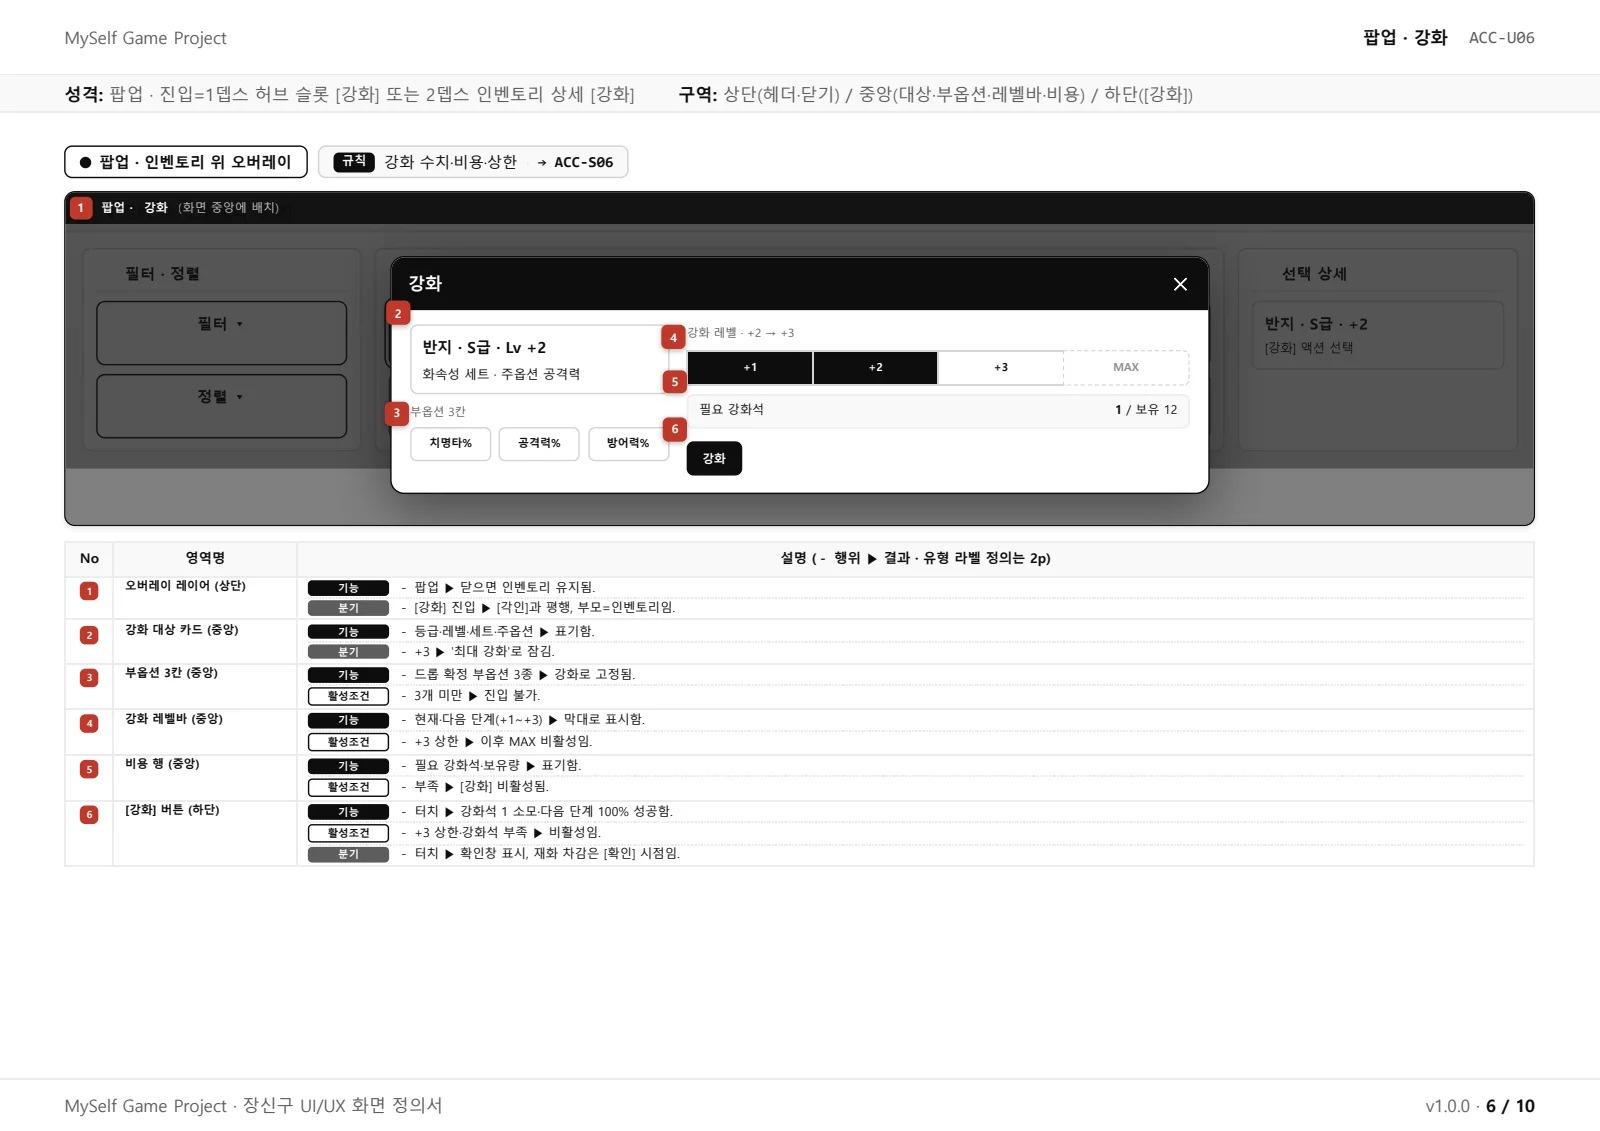 MySelf Game Project
팝업 · 강화 ACC-U06
성격: 팝업 · 진입=1뎁스 허브 슬롯 [강화] 또는 2뎁스 인벤토리 상세 [강화] 구역: 상단(헤더·닫기) / 중앙(대상·부옵션·레벨바·비용) / 하단([강화])
● 팝업 · 인벤토리 위 오버레이
규칙 강화 수치·비용·상한 → ACC-S06
1 팝업 · 강화 (화면 중앙에 배치)
필터 · 정렬
필터 ▾
정렬 ▾
강화 ×
2
반지 · S급 · Lv +2
화속성 세트 · 주옵션 공격력
3 부옵션 3칸
치명타% 공격력% 방어력%
4 강화 레벨 · +2 → +3
+1 +2 +3 MAX
5
필요 강화석 1 / 보유 12
6
강화
선택 상세
반지 · S급 · +2
[강화] 액션 선택
No 영역명 설명 ( - 행위 ▶ 결과 · 유형 라벨 정의는 2p)
1 오버레이 레이어 (상단) 기능 - 팝업 ▶ 닫으면 인벤토리 유지됨.
분기 - [강화] 진입 ▶ [각인]과 평행, 부모=인벤토리임.
2 강화 대상 카드 (중앙) 기능 - 등급·레벨·세트·주옵션 ▶ 표기함.
분기 - +3 ▶ '최대 강화'로 잠김.
3 부옵션 3칸 (중앙) 기능 - 드롭 확정 부옵션 3종 ▶ 강화로 고정됨.
활성조건 - 3개 미만 ▶ 진입 불가.
4 강화 레벨바 (중앙) 기능 - 현재·다음 단계(+1~+3) ▶ 막대로 표시함.
활성조건 - +3 상한 ▶ 이후 MAX 비활성임.
5 비용 행 (중앙) 기능 - 필요 강화석·보유량 ▶ 표기함.
활성조건 - 부족 ▶ [강화] 비활성됨.
6 [강화] 버튼 (하단) 기능 - 터치 ▶ 강화석 1 소모·다음 단계 100% 성공함.
활성조건 - +3 상한·강화석 부족 ▶ 비활성임.
분기 - 터치 ▶ 확인창 표시, 재화 차감은 [확인] 시점임.
MySelf Game Project · 장신구 UI/UX 화면 정의서
v1.0.0 · 6 / 10